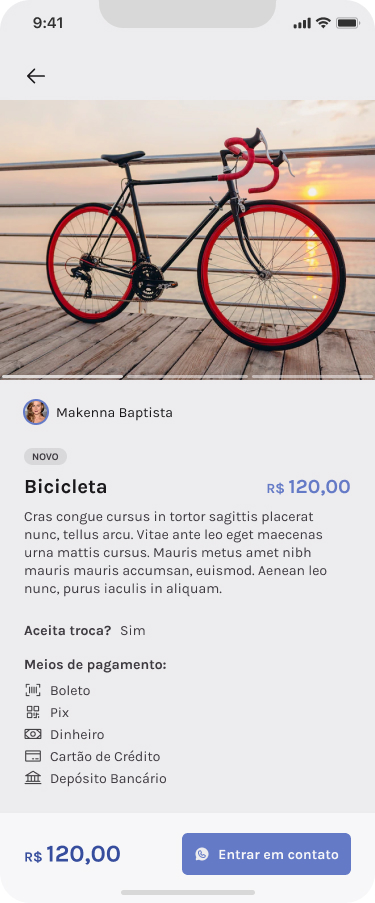 9:41
Makenna Baptista
NOVO
Bicicleta
R$ 120,00
Cras congue cursus in tortor sagittis placerat
nunc, tellus arcu. Vitae ante leo eget maecenas
urna mattis cursus. Mauris metus amet nibh
mauris mauris accumsan, euismod. Aenean leo
nunc, purus iaculis in aliquam.
Aceita troca? Sim
Meios de pagamento:
Boleto
Pix
Dinheiro
Cartão de Crédito
Depósito Bancário
R$ 120,00
Entrar em contato